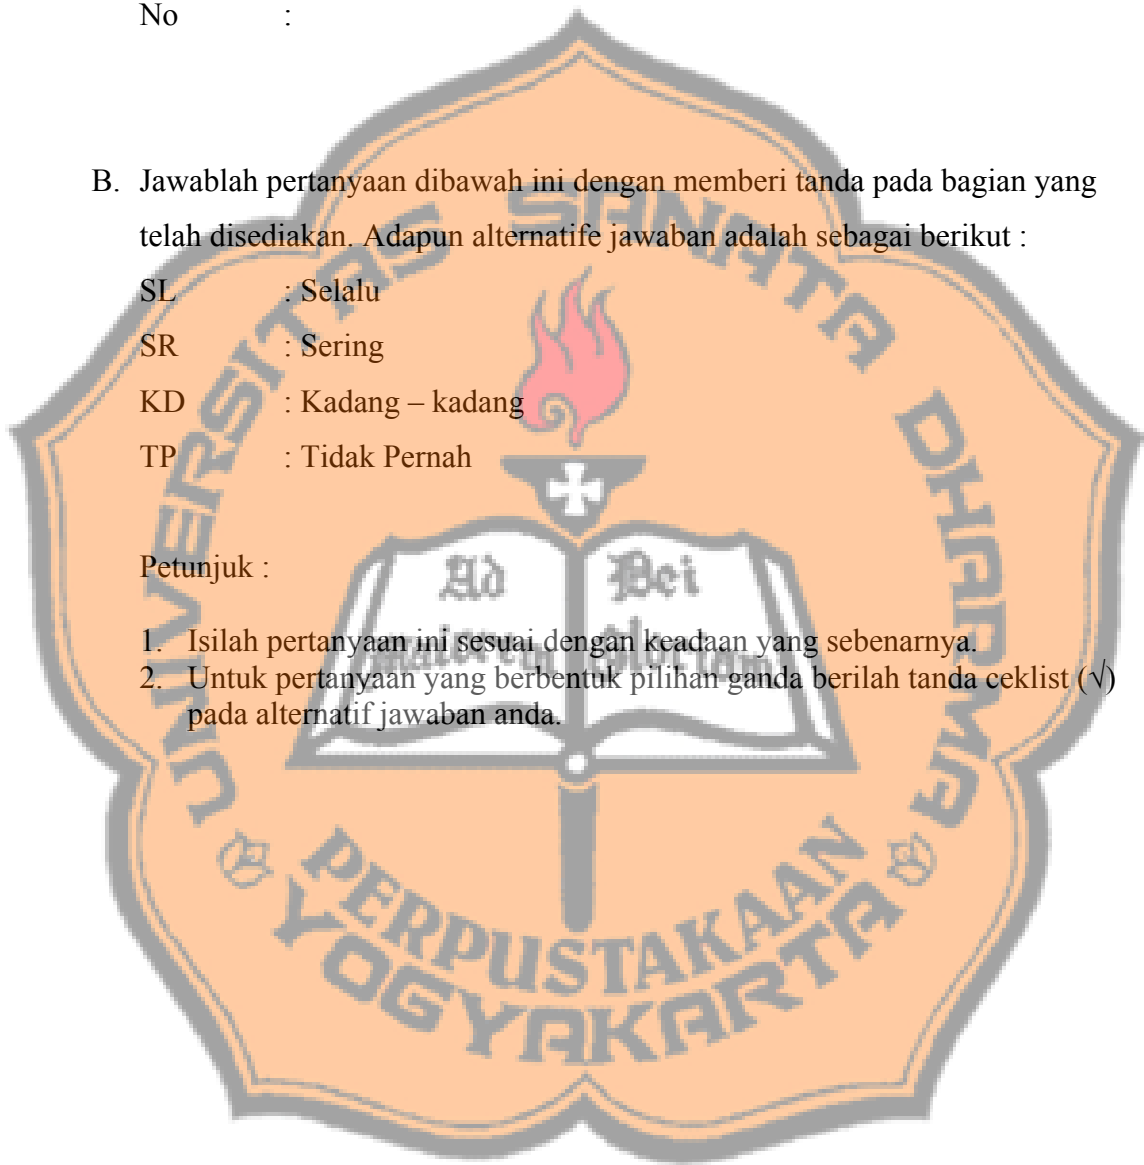 No :
B. Jawablah pertanyaan dibawah ini dengan memberi tanda pada bagian yang
telah disediakan. Adapun alternatife jawaban adalah sebagai berikut :
SL : Selalu
SR : Sering
KD : Kadang – kadang
TP : Tidak Pernah
Petunjuk :
1. Isilah pertanyaan ini sesuai dengan keadaan yang sebenarnya.
2. Untuk pertanyaan yang berbentuk pilihan ganda berilah tanda ceklist (√)
pada alternatif jawaban anda.
UNIVERSITAS SANATA DHARMA
Ad Dei
PERPUSTAKAAN
YOGYAKARTA